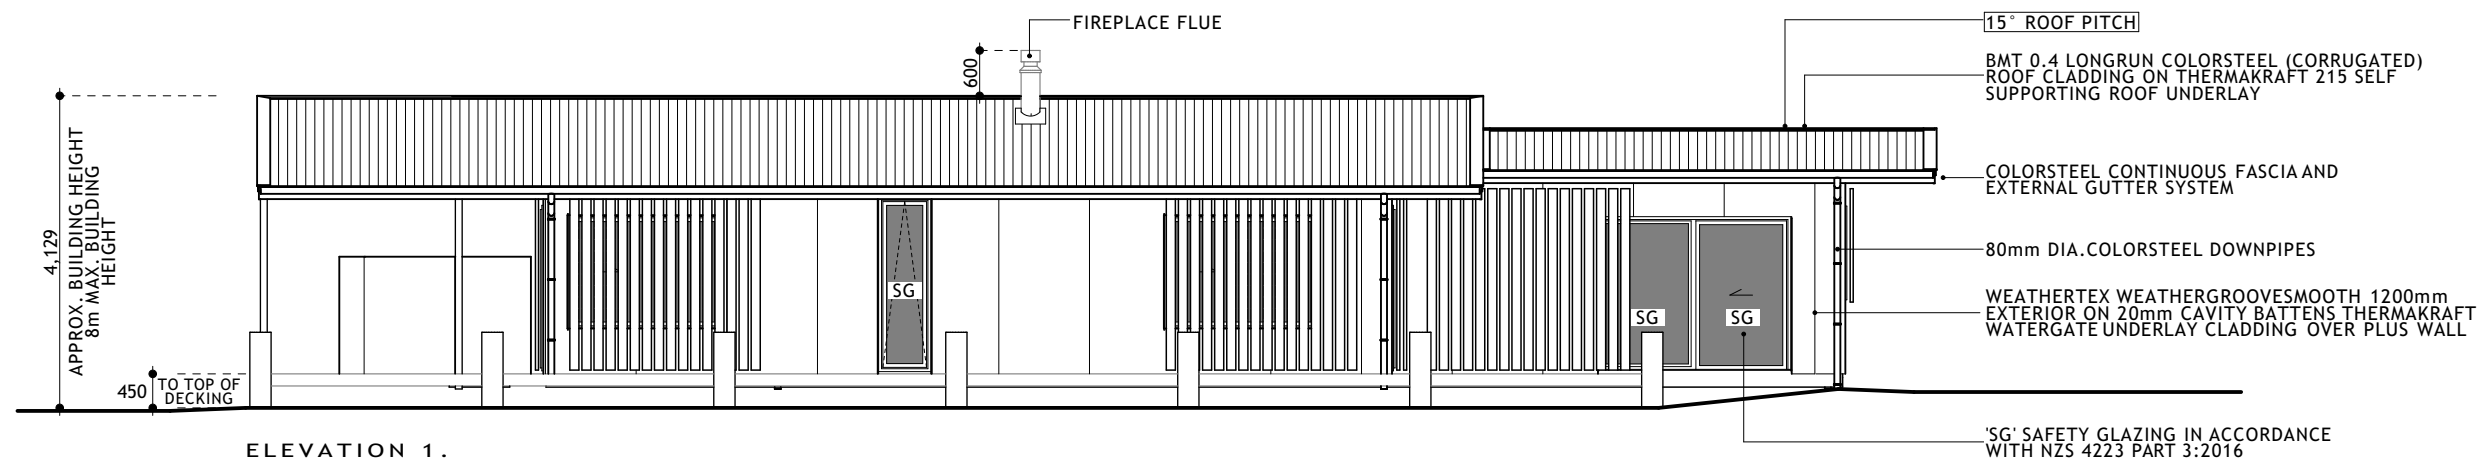 FIREPLACE FLUE
15° ROOF PITCH
BMT 0.4 LONGRUN COLORSTEEL (CORRUGATED)
ROOF CLADDING ON THERMAKRAFT 215 SELF
SUPPORTING ROOF UNDERLAY
600
COLORSTEEL CONTINUOUS FASCIA AND
EXTERNAL GUTTER SYSTEM
4,129
APPROX. BUILDING HEIGHT
8m MAX. BUILDING
HEIGHT
80mm DIA.COLORSTEEL DOWNPIPES
SG
SG
SG
WEATHERTEX WEATHERGROOVESMOOTH 1200mm
EXTERIOR ON 20mm CAVITY BATTENS THERMAKRAFT
WATERGATE UNDERLAY CLADDING OVER PLUS WALL
450
TO TOP OF
DECKING
ELEVATION 1.
'SG' SAFETY GLAZING IN ACCORDANCE
WITH NZS 4223 PART 3:2016